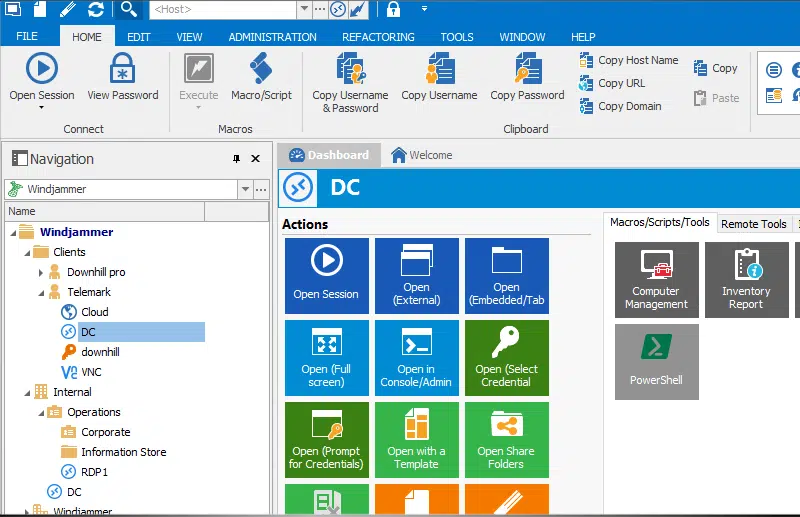 <Host>
FILE HOME EDIT VIEW ADMINISTRATION REFACTORING TOOLS WINDOW HELP
Open Session
View Password
Connect
Execute
Macro/Script
Macros
Copy Username
& Password
Copy Username
Copy Password
Copy Host Name
Copy URL
Copy Domain
Copy
Paste
Clipboard
Navigation
Windjammer
Name
Windjammer
Clients
Downhill pro
Telemark
Cloud
DC
downhill
VNC
Internal
Operations
Corporate
Information Store
RDP1
DC
Windjammer
Dashboard
Welcome
DC
Actions
Open Session
Open
(External)
Open
(Embedded/Tab
Open (Full
screen)
Open in
Console/Admin
Open (Select
Credential
Open (Prompt
for Credentials)
Open with a
Template
Open Share
Folders
Macros/Scripts/Tools
Remote Tools
Computer
Management
Inventory
Report
PowerShell